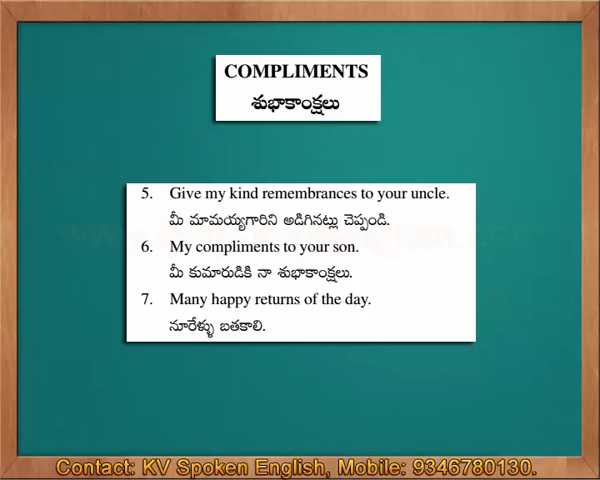 COMPLIMENTS
శుభాకాంక్షలు
5. Give my kind remembrances to your uncle.
మీ మామయ్యగారిని అడిగినట్లు చెప్పండి.
6. My compliments to your son.
మీ కుమారుడికి నా శుభాకాంక్షలు.
7. Many happy returns of the day.
నూరేళ్ళు బతకాలి.
Contact: KV Spoken English, Mobile: 9346780130.